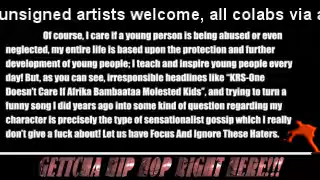 unsigned artists welcome, all colabs via a
Of course, I care If a young person is being abused or even
neglected, my entire life is based upon the protection and further
development of young people; I teach and inspire young people every
day! But, as you can see, irresponsible headlines like “KRS-One
Doesn’t Care If Afrika Bambaataa Molested Kids”, and trying to turn a
funny song I did years ago into some kind of question regarding my
character is precisely the type of sensationalist gossip which I really
don’t give a fuck about! Let us have Focus And Ignore These Haters.
GETTCHA HIP HOP RIGHT HERE!!!